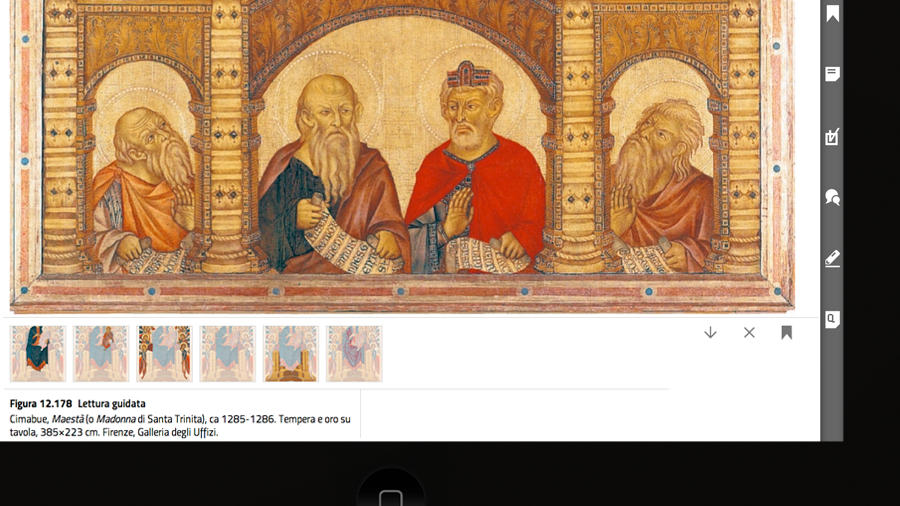 Figura 12.178 Lettura guidata
Cimabue, Maestà (o Madonna di Santa Trinita), ca 1285-1286. Tempera e oro su
tavola, 385×223 cm. Firenze, Galleria degli Uffizi.